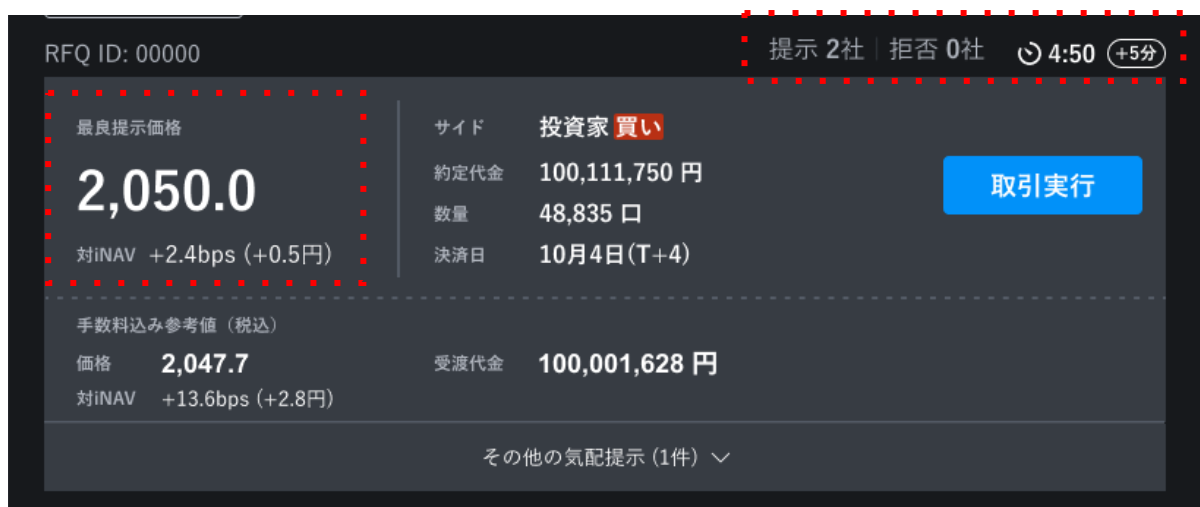 RFQ ID: 00000
提示 2社 拒否 0社 4:50 +5分
最良提示価格
2,050.0
対iNAV +2.4bps (+0.5円)
サイド 投資家 買い
約定代金 100,111,750 円
数量 48,835 口
決済日 10月4日(T+4)
取引実行
手数料込み参考値（税込）
価格 2,047.7
対iNAV +13.6bps (+2.8円)
受渡代金 100,001,628 円
その他の気配提示 (1件)